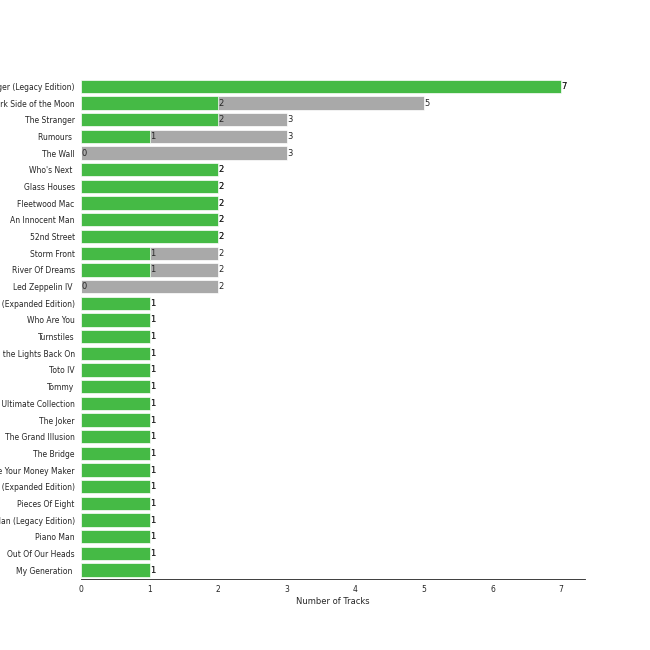 ger (Legacy Edition) 7
rk Side of the Moon 2 5
The Stranger 2 3
Rumours 1 3
The Wall 0 3
Who's Next 2
Glass Houses 2
Fleetwood Mac 2
An Innocent Man 2
52nd Street 2
Storm Front 1 2
River Of Dreams 1 2
Led Zeppelin IV 0 2
(Expanded Edition) 1
Who Are You 1
Turnstiles 1
the Lights Back On 1
Toto IV 1
Tommy 1
Ultimate Collection 1
The Joker 1
The Grand Illusion 1
The Bridge 1
e Your Money Maker 1
(Expanded Edition) 1
Pieces Of Eight 1
an (Legacy Edition) 1
Piano Man 1
Out Of Our Heads 1
My Generation 1
0 1 2 3 4 5 6 7
Number of Tracks